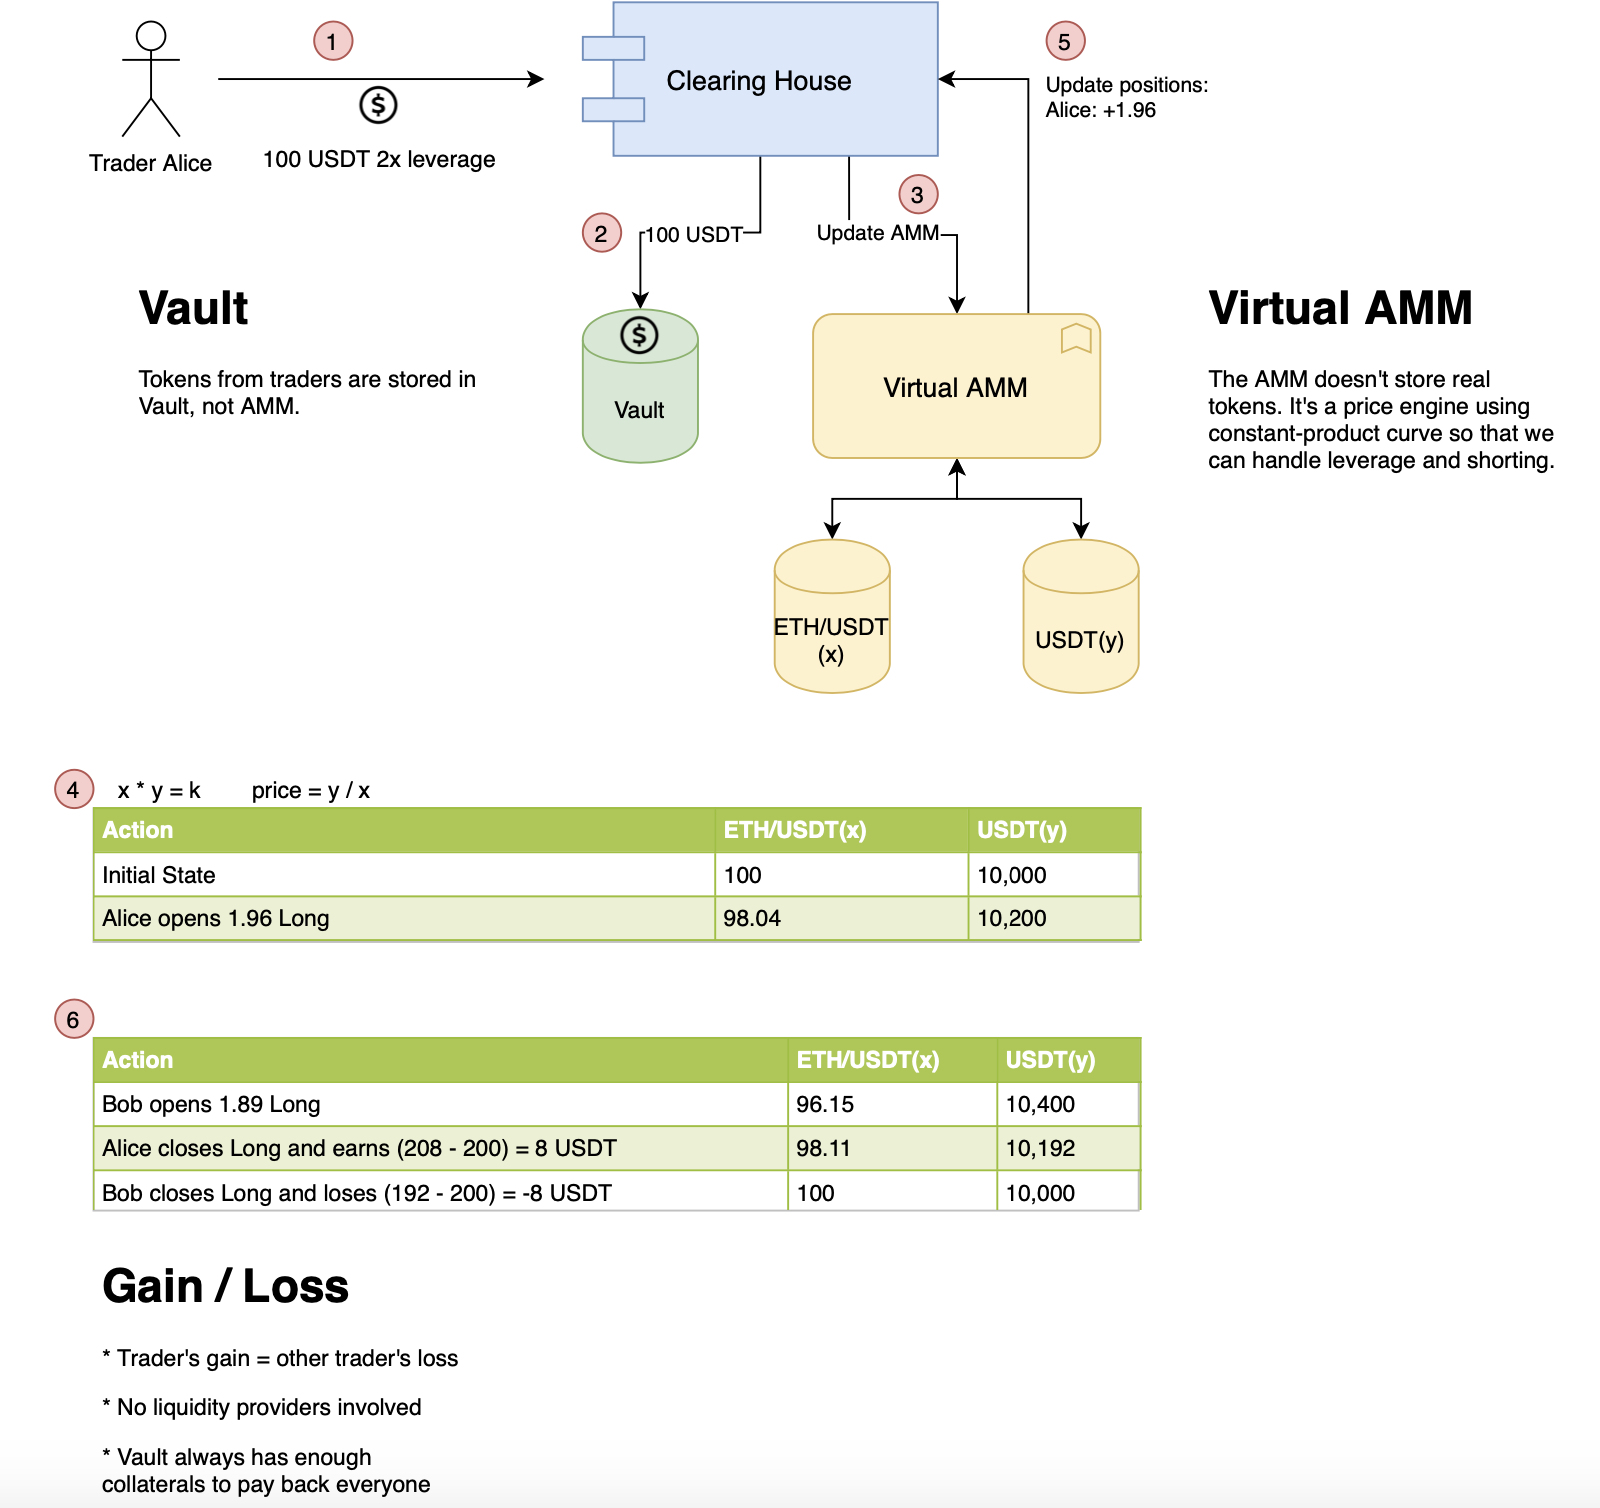 1
$
Trader Alice
100 USDT 2x leverage
Clearing House
5
Update positions:
Alice: +1.96
2
100 USDT
3
Update AMM
Vault
Tokens from traders are stored in
Vault, not AMM.
$
Vault
Virtual AMM
Virtual AMM
The AMM doesn't store real
tokens. It's a price engine using
constant-product curve so that we
can handle leverage and shorting.
ETH/USDT
(x)
USDT(y)
4 x * y = k price = y / x
Action ETH/USDT(x) USDT(y)
Initial State 100 10,000
Alice opens 1.96 Long 98.04 10,200
6
Action ETH/USDT(x) USDT(y)
Bob opens 1.89 Long 96.15 10,400
Alice closes Long and earns (208 - 200) = 8 USDT 98.11 10,192
Bob closes Long and loses (192 - 200) = -8 USDT 100 10,000
Gain / Loss
* Trader's gain = other trader's loss
* No liquidity providers involved
* Vault always has enough
collaterals to pay back everyone